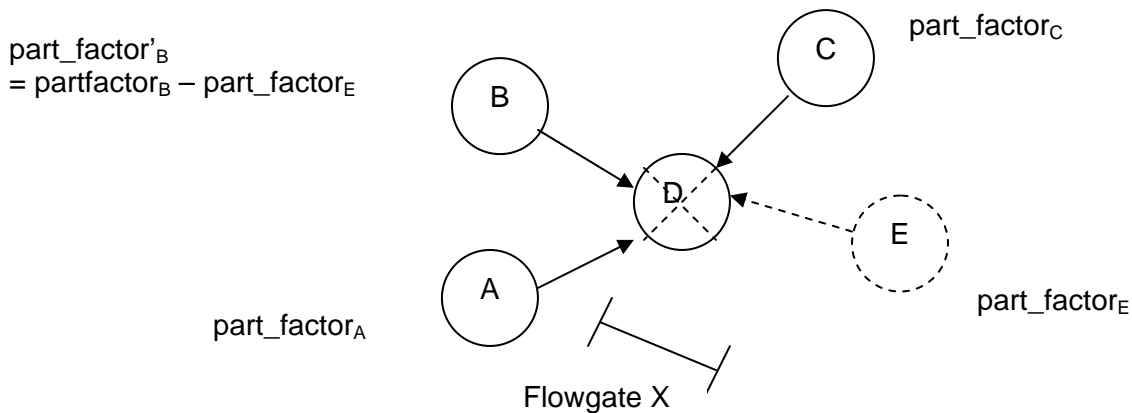 part_factor’B
= partfactorB – part_factorE
part_factorC
C
B
D
E
A
part_factorE
part_factorA
Flowgate X